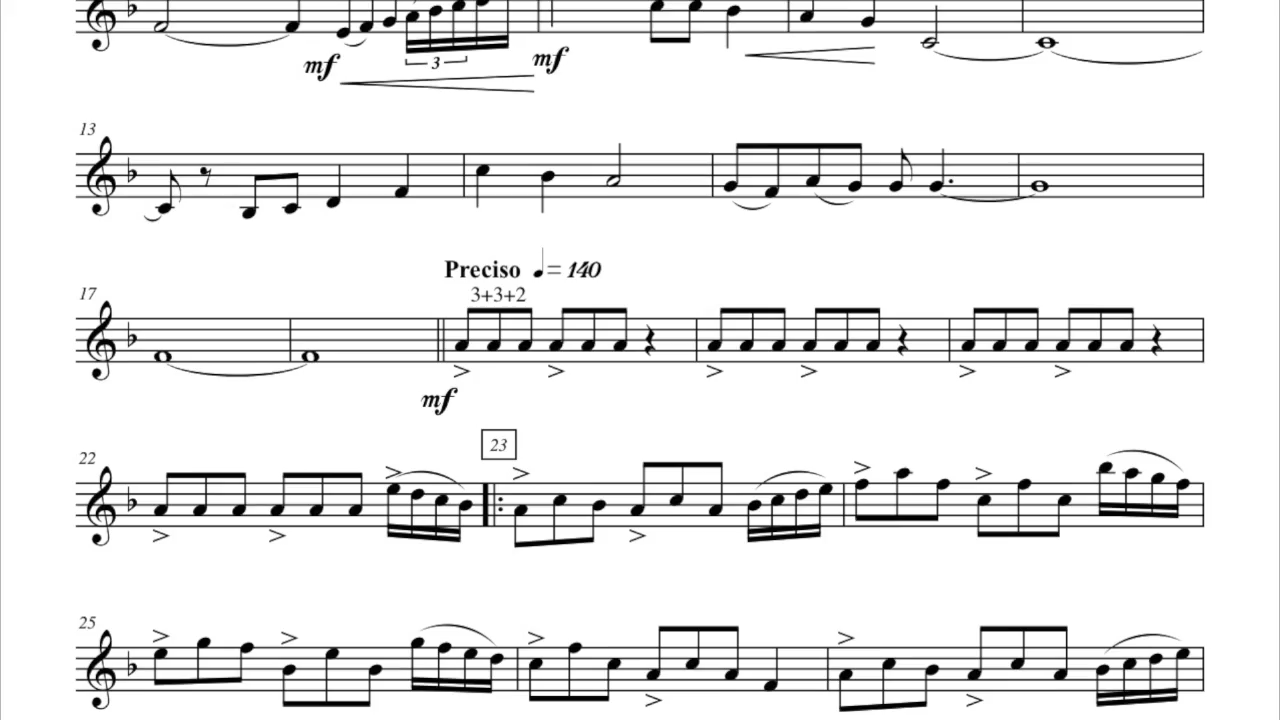 mf 3 mf
13
Preciso ♩= 140
17 3+3+2
mf
22 23
25